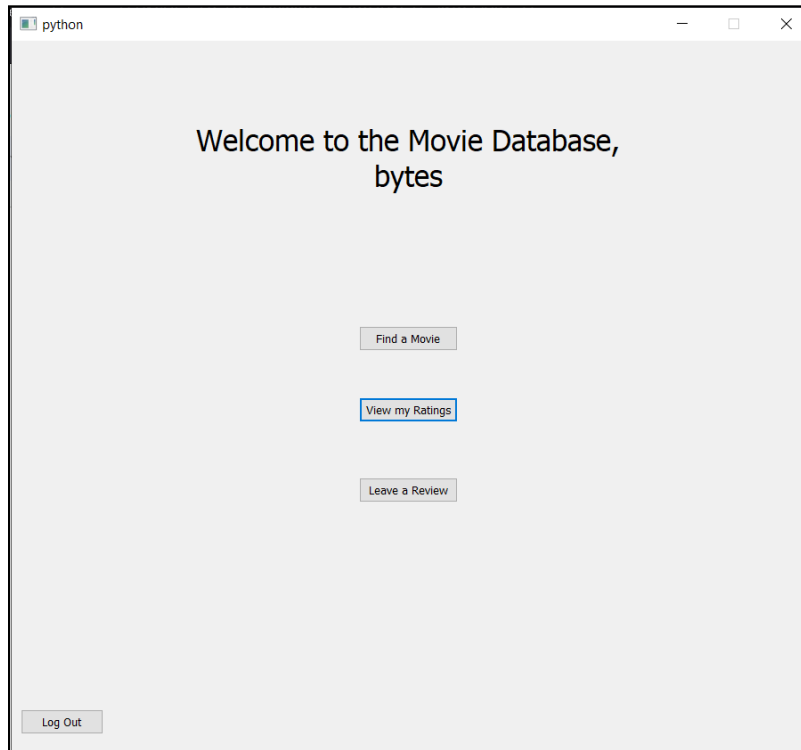 python
Welcome to the Movie Database,
bytes
Find a Movie
View my Ratings
Leave a Review
Log Out